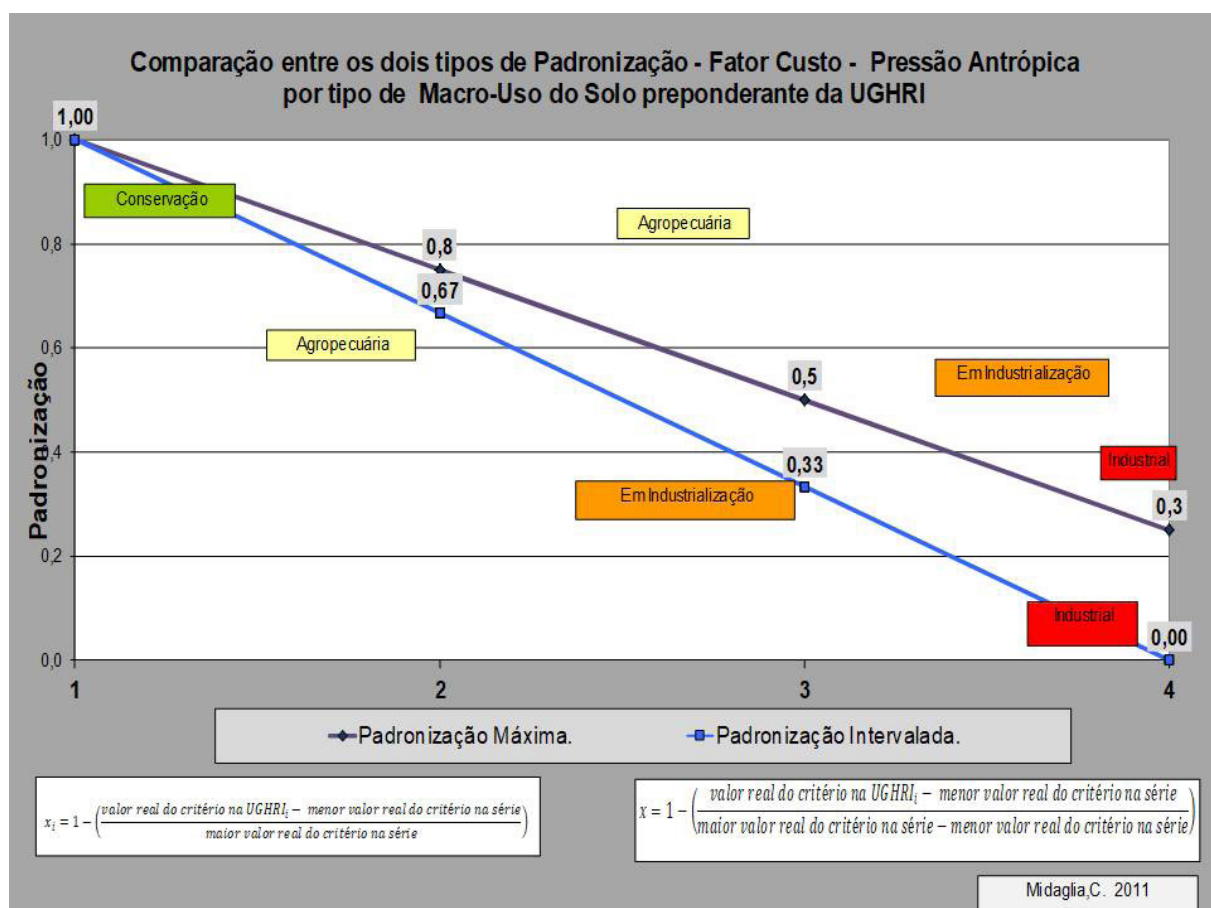 Comparação entre os dois tipos de Padronização - Fator Custo - Pressão Antrópica
por tipo de Macro-Uso do Solo preponderante da UGHRI
1,00
1,0
Conservação
Agropecuária
0,8
0,8
0,67
Agropecuária
0,6
Em Industrialização
0,5
Padronização
0,4
Industrial
0,33
Em Industrialização
0,3
0,2
Industrial
0,00
0,0
1 2 3 4
Padronização Máxima. Padronização Intervalada.
x_i = 1 − (valor real do critério na UGHRI_i − menor valor real do critério na série / maior valor real do critério na série)
x = 1 − (valor real do critério na UGHRI_i − menor valor real do critério na série / maior valor real do critério na série − menor valor real do critério na série)
Midaglia,C. 2011